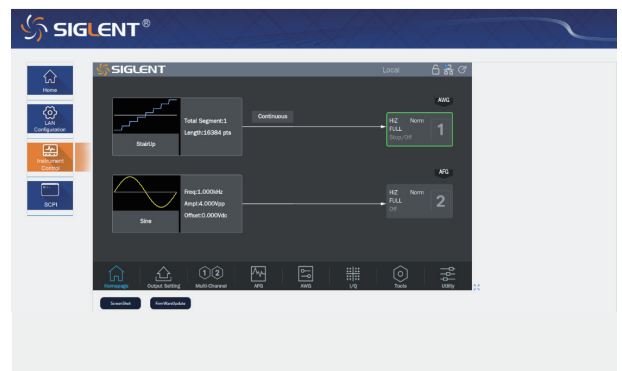 SIGLENT®
Home
LAN
Configuration
Instrument
Control
SCPI
SIGLENT
Local
AWG
StairUp
Total Segment:1
Length:16384 pts
Continuous
HiZ Norm
FULL
Stop/Off
1
AFG
Sine
Freq:1.000kHz
Ampl:4.000Vpp
Offset:0.000Vdc
HiZ Norm
FULL
Off
2
Homepage
Output Setting
1 2
Multi-Channel
AFG
AWG
I/Q
Tools
Utility
ScreenShot
FirmWareUpdate